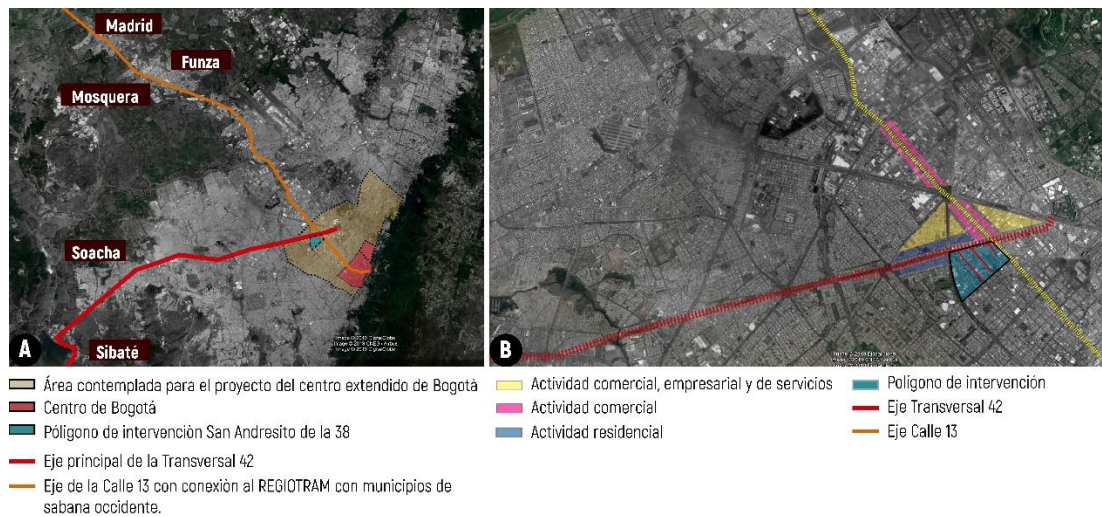 Madrid
Funza
Mosquera
Soacha
Sibaté
A
B
Área contemplada para el proyecto del centro extendido de Bogotà
Centro de Bogotá
Póligono de intervenciòn San Andresito de la 38
Eje principal de la Transversal 42
Eje de la Calle 13 con conexiòn al REGIOTRAM con municipios de
sabana occidente.
Actividad comercial, empresarial y de servicios
Actividad comercial
Actividad residencial
Polígono de intervención
Eje Transversal 42
Eje Calle 13